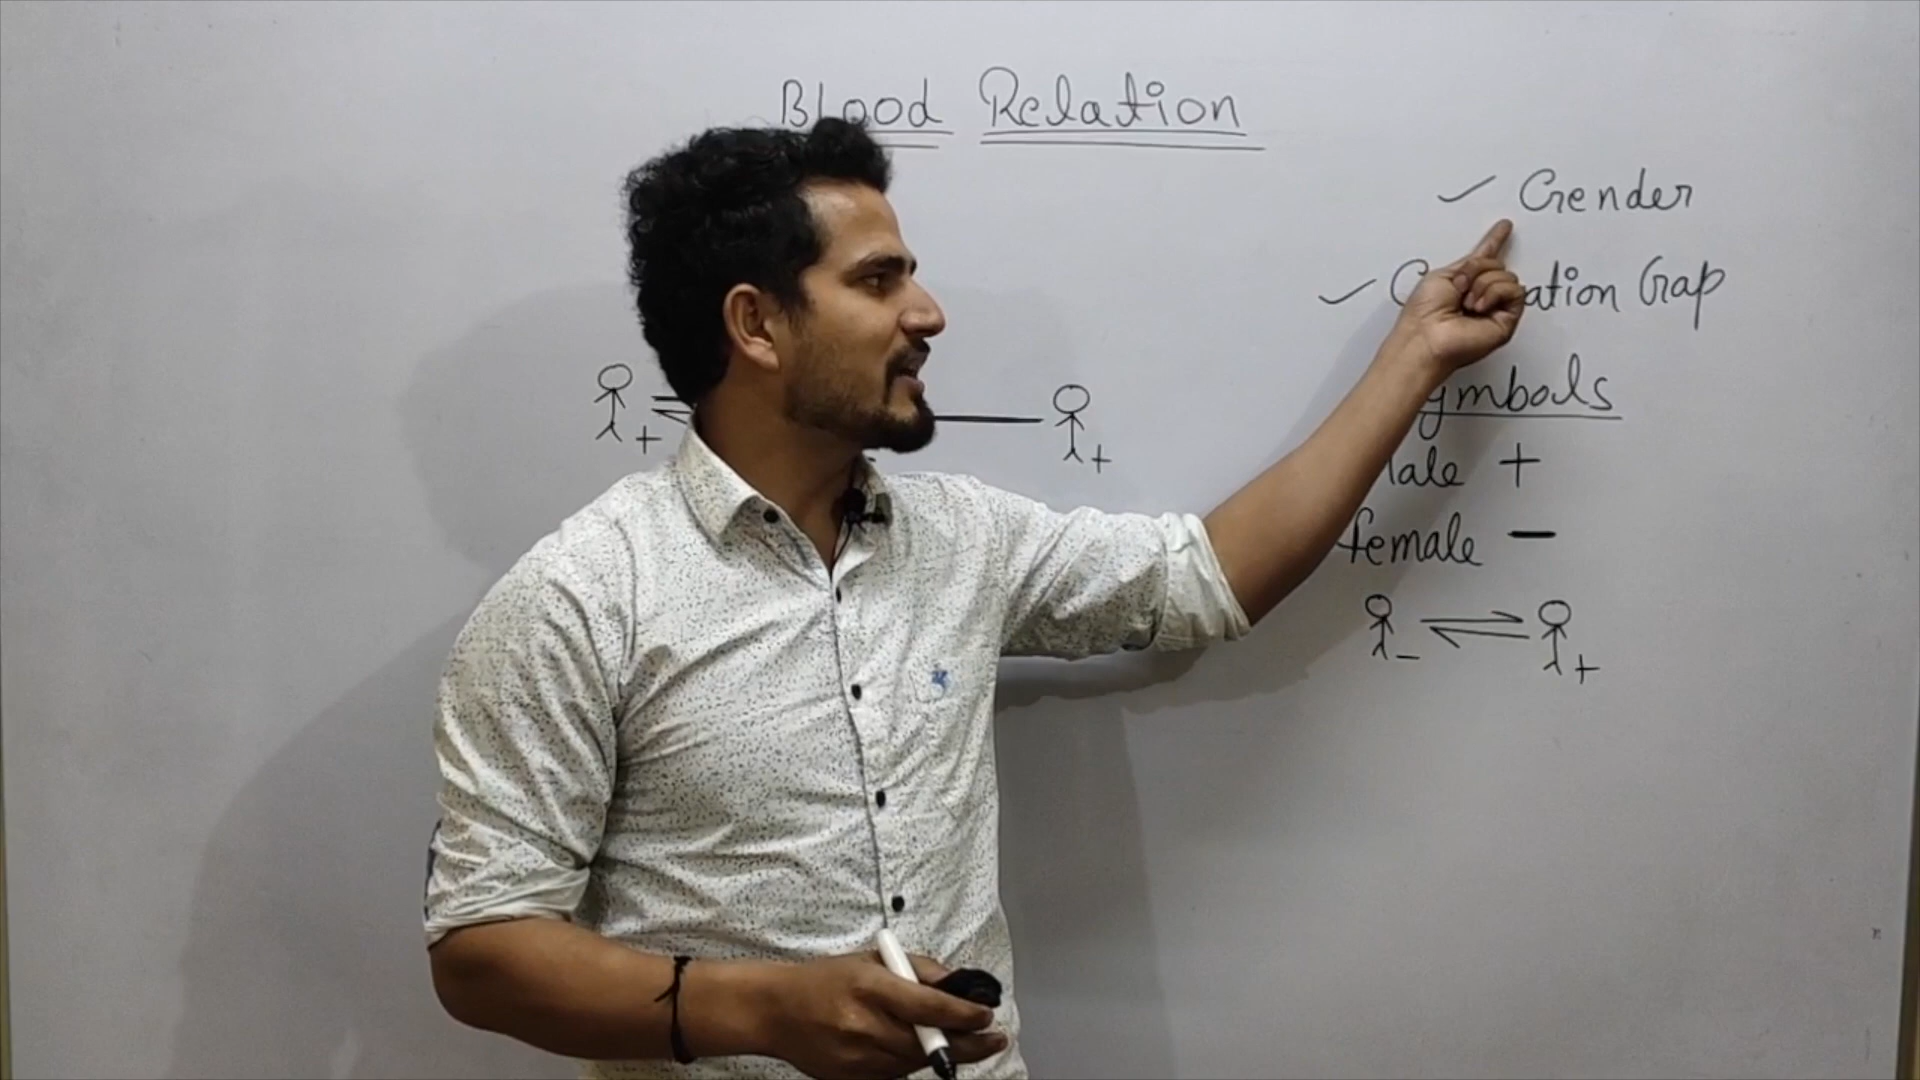 Blood Relation
✓ Gender
✓ ation Gap
ymbols
ale +
female −
+ +
− +